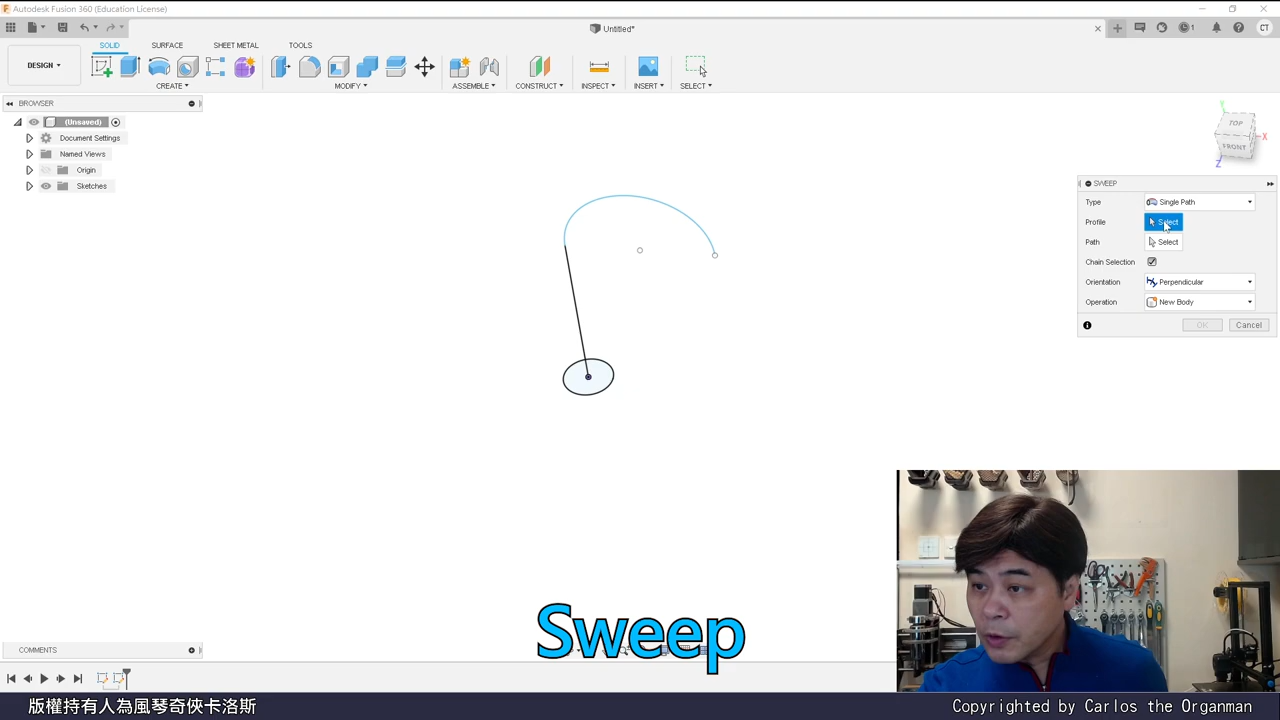 Autodesk Fusion 360 (Education License)
Untitled*
1
CT
DESIGN
SOLID
SURFACE
SHEET METAL
TOOLS
CREATE
MODIFY
ASSEMBLE
CONSTRUCT
INSPECT
INSERT
SELECT
BROWSER
(Unsaved)
Document Settings
Named Views
Origin
Sketches
TOP
FRONT
Y
X
Z
SWEEP
Type
Single Path
Profile
Select
Path
Select
Chain Selection
Orientation
Perpendicular
Operation
New Body
OK
Cancel
Sweep
COMMENTS
版權持有人為風琴奇俠卡洛斯
Copyrighted by Carlos the Organman